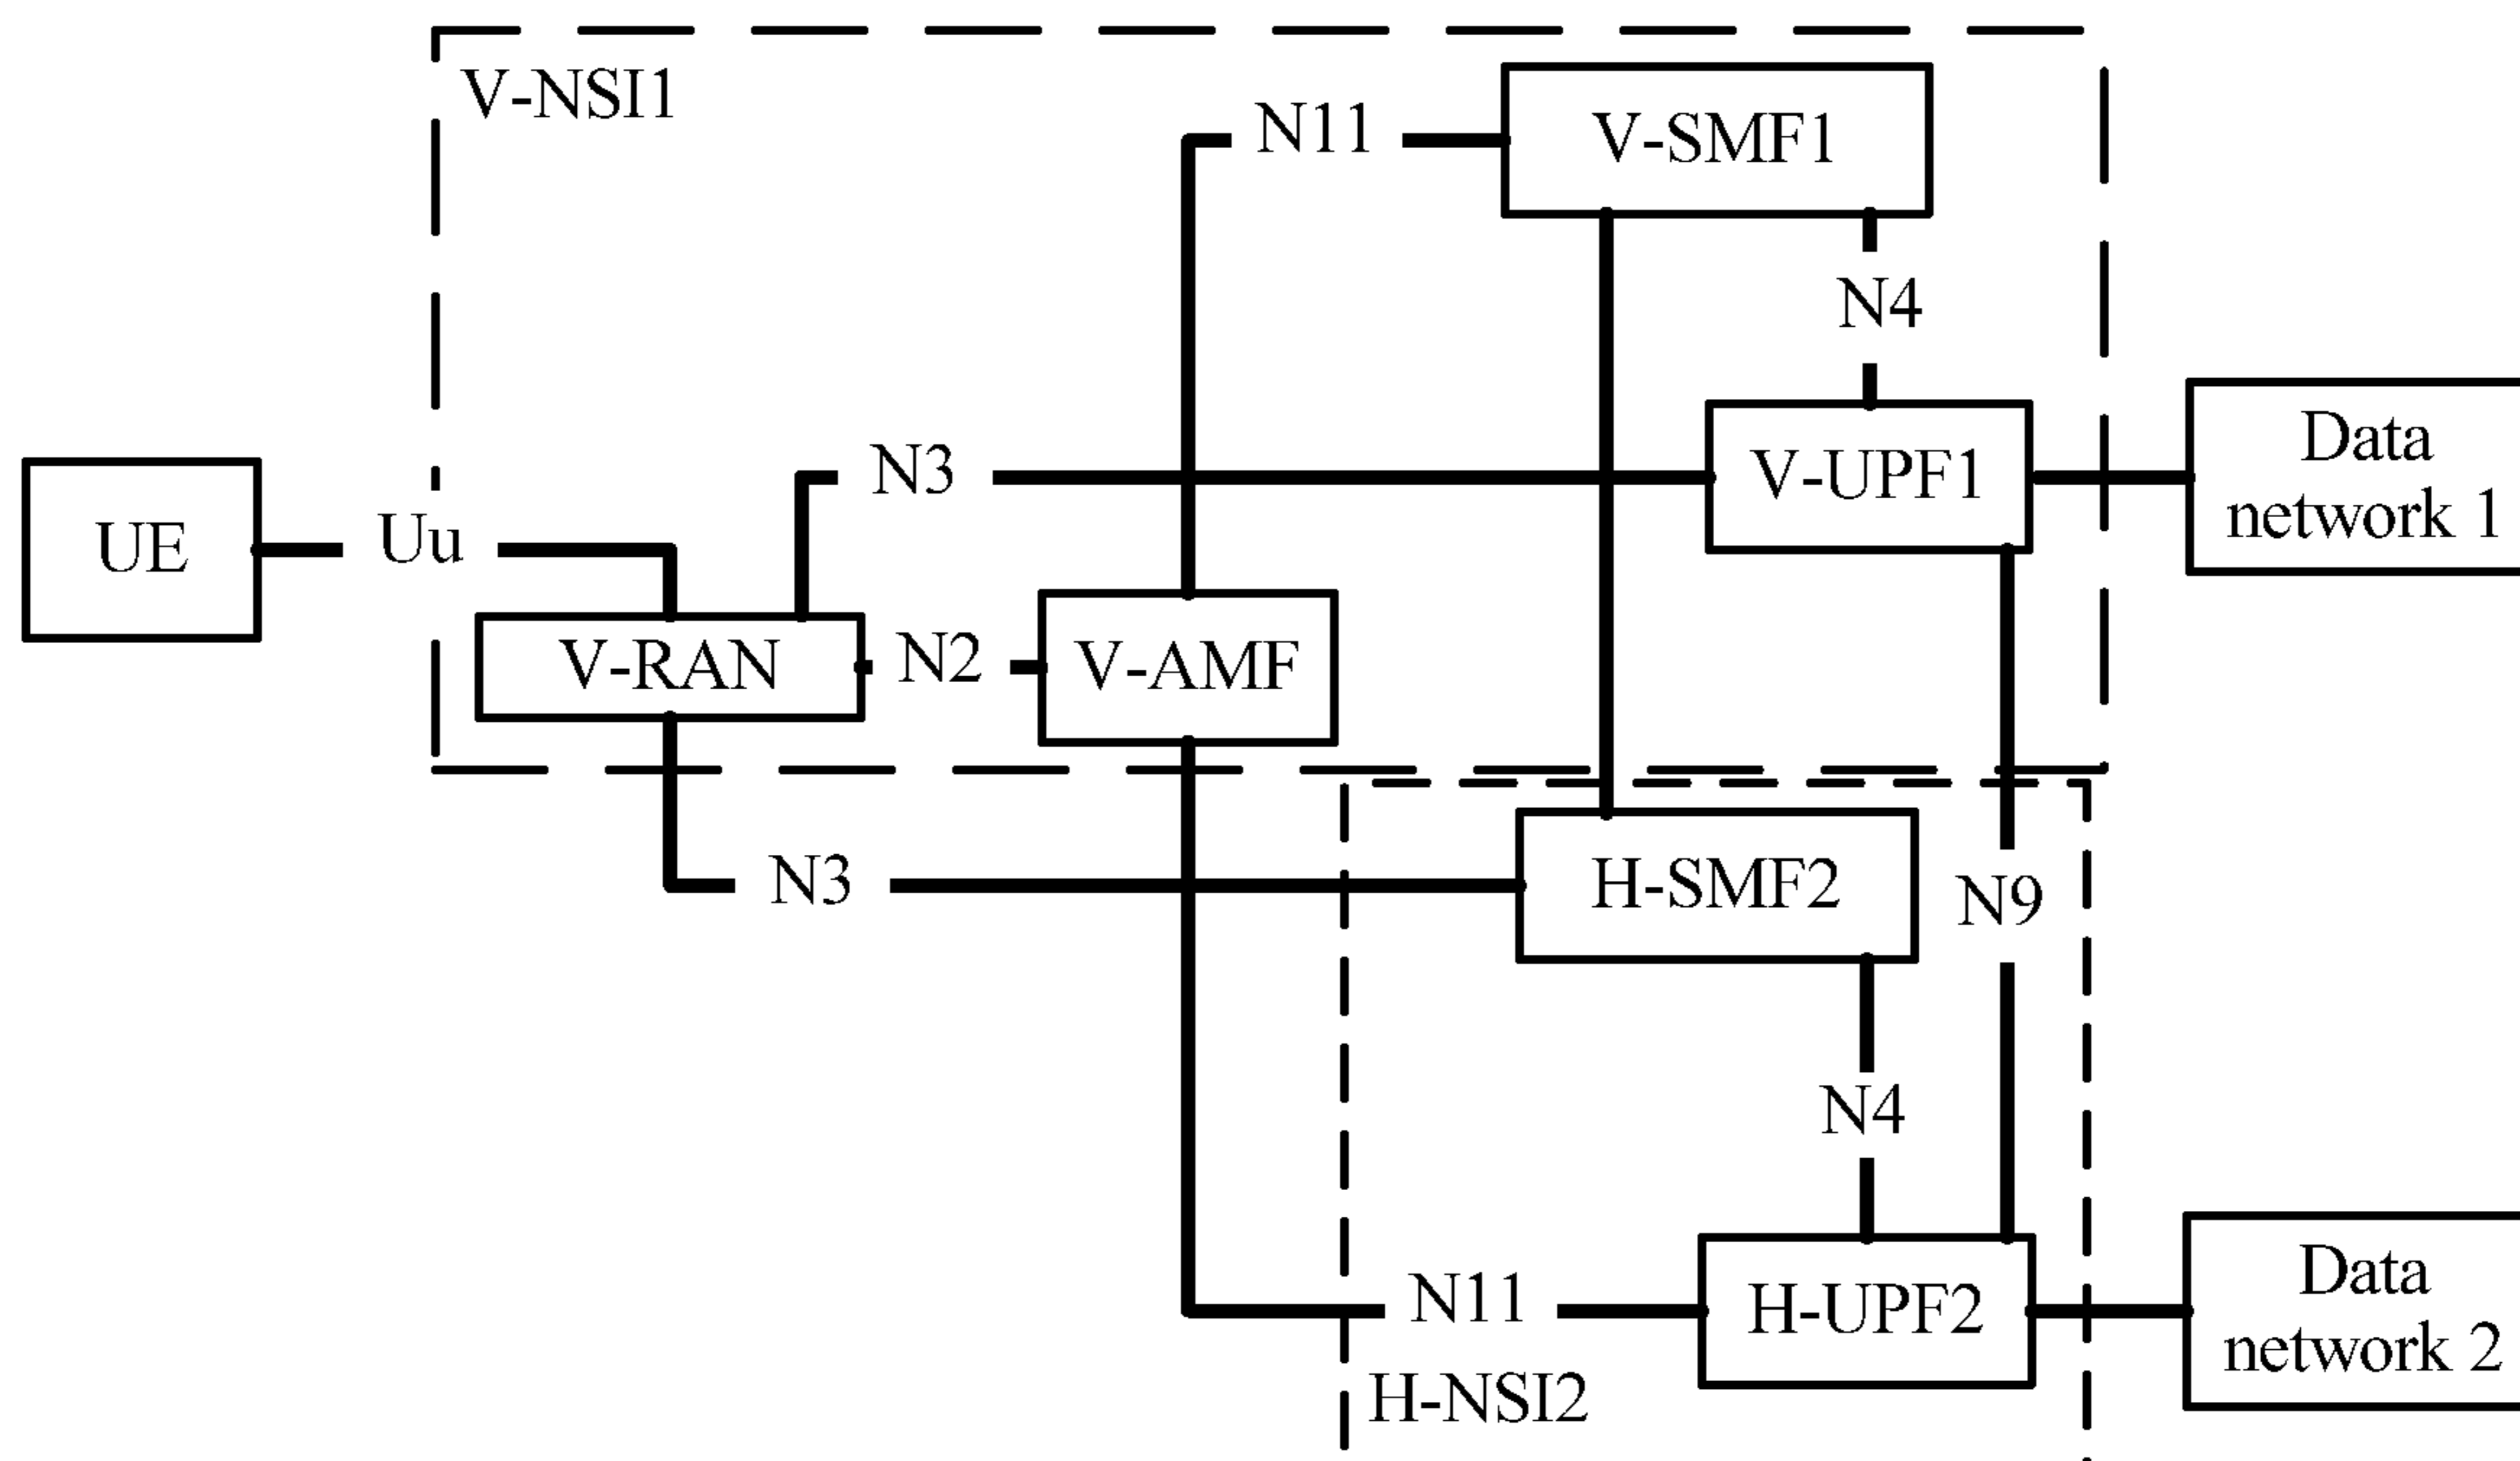 V-NSI1
N11
V-SMF1
N4
N3
V-UPF1
Data
network 1
UE
Uu
V-RAN
N2
V-AMF
N3
H-SMF2
N9
N4
N11
H-UPF2
Data
network 2
H-NSI2